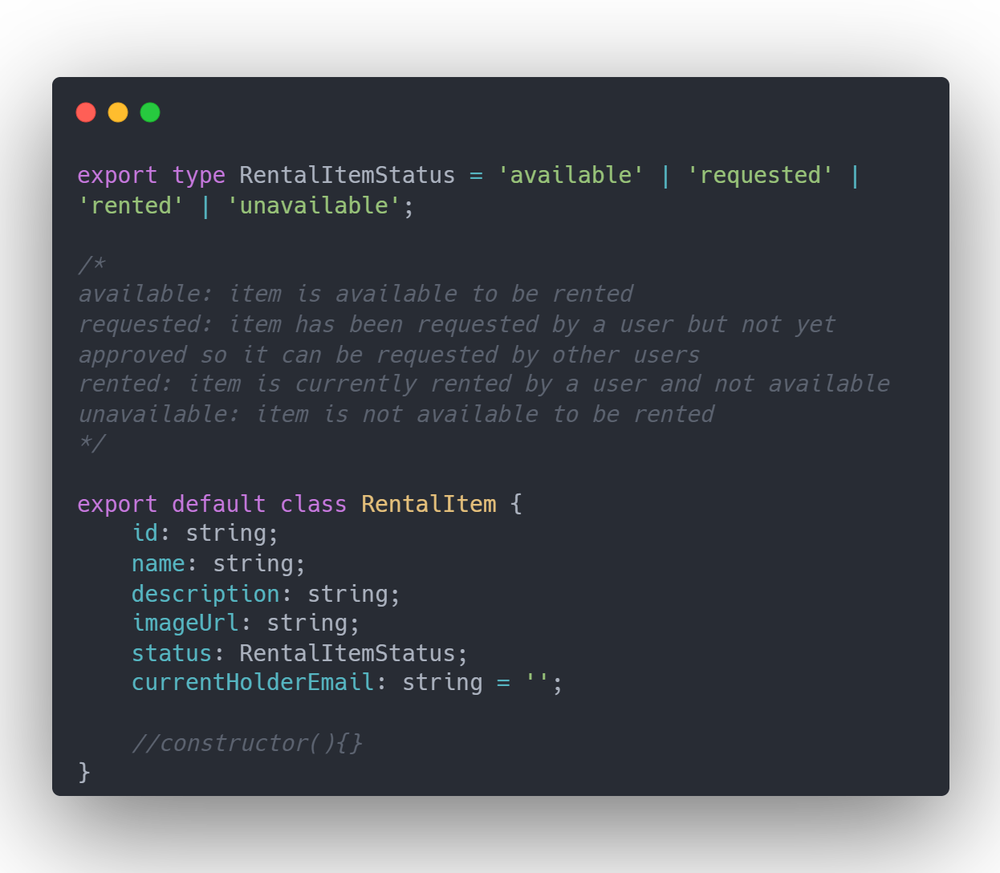 export type RentalItemStatus = 'available' | 'requested' |
'rented' | 'unavailable';
/*
available: item is available to be rented
requested: item has been requested by a user but not yet
approved so it can be requested by other users
rented: item is currently rented by a user and not available
unavailable: item is not available to be rented
*/
export default class RentalItem {
    id: string;
    name: string;
    description: string;
    imageUrl: string;
    status: RentalItemStatus;
    currentHolderEmail: string = '';
    //constructor(){}
}